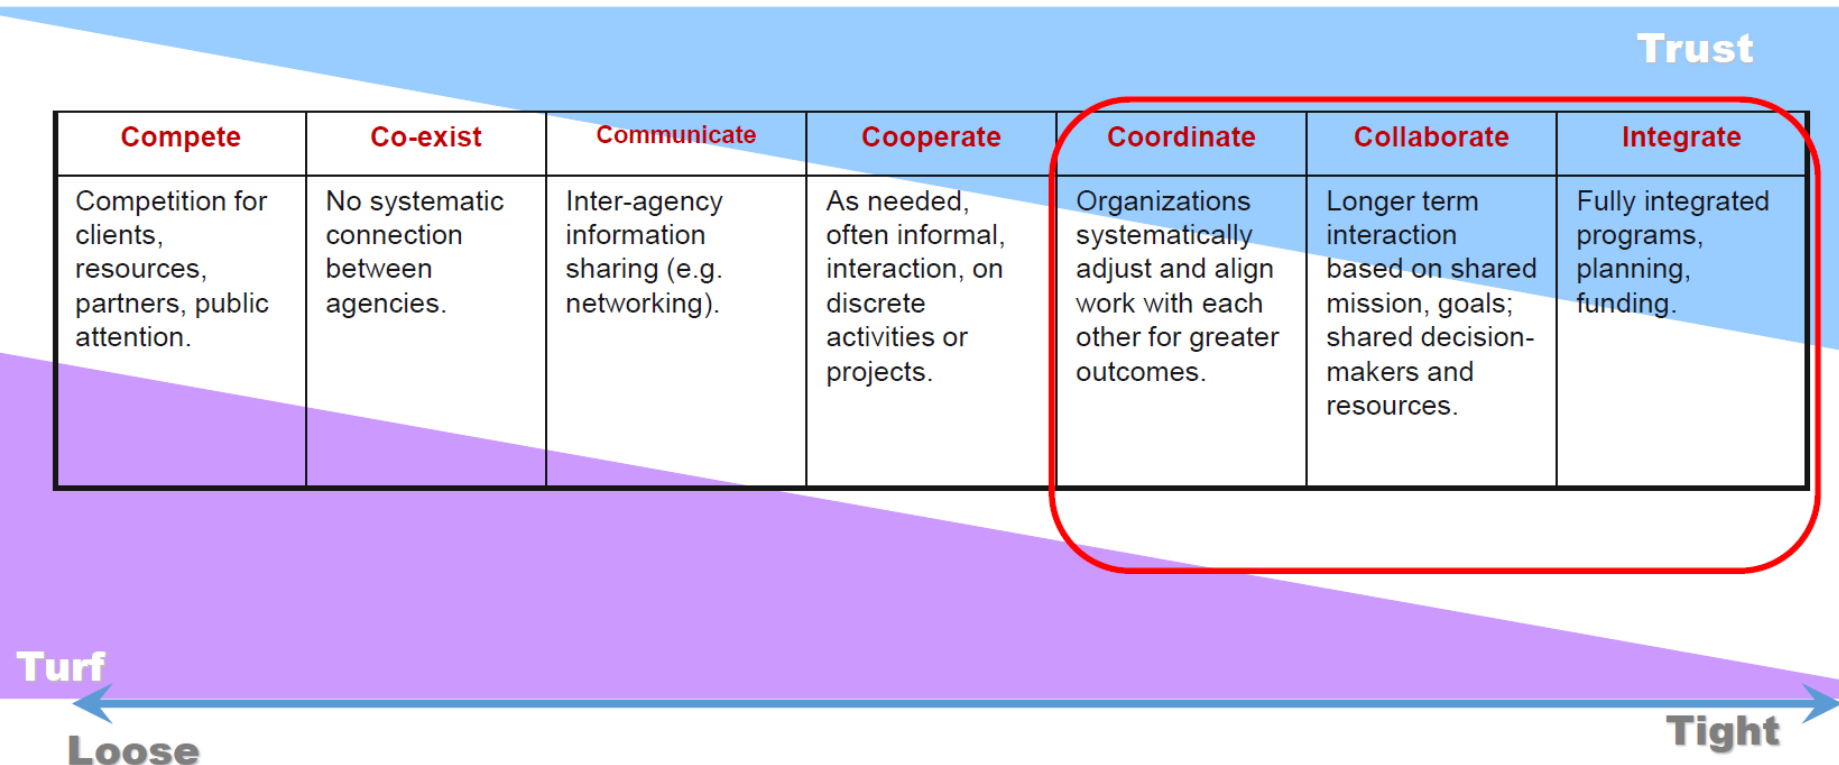 Trust
Compete
Co-exist
Communicate
Cooperate
Coordinate
Collaborate
Integrate
Competition for
clients,
resources,
partners, public
attention.
No systematic
connection
between
agencies.
Inter-agency
information
sharing (e.g.
networking).
As needed,
often informal,
interaction, on
discrete
activities or
projects.
Organizations
systematically
adjust and align
work with each
other for greater
outcomes.
Longer term
interaction
based on shared
mission, goals;
shared decision-
makers and
resources.
Fully integrated
programs,
planning,
funding.
Turf
Loose
Tight